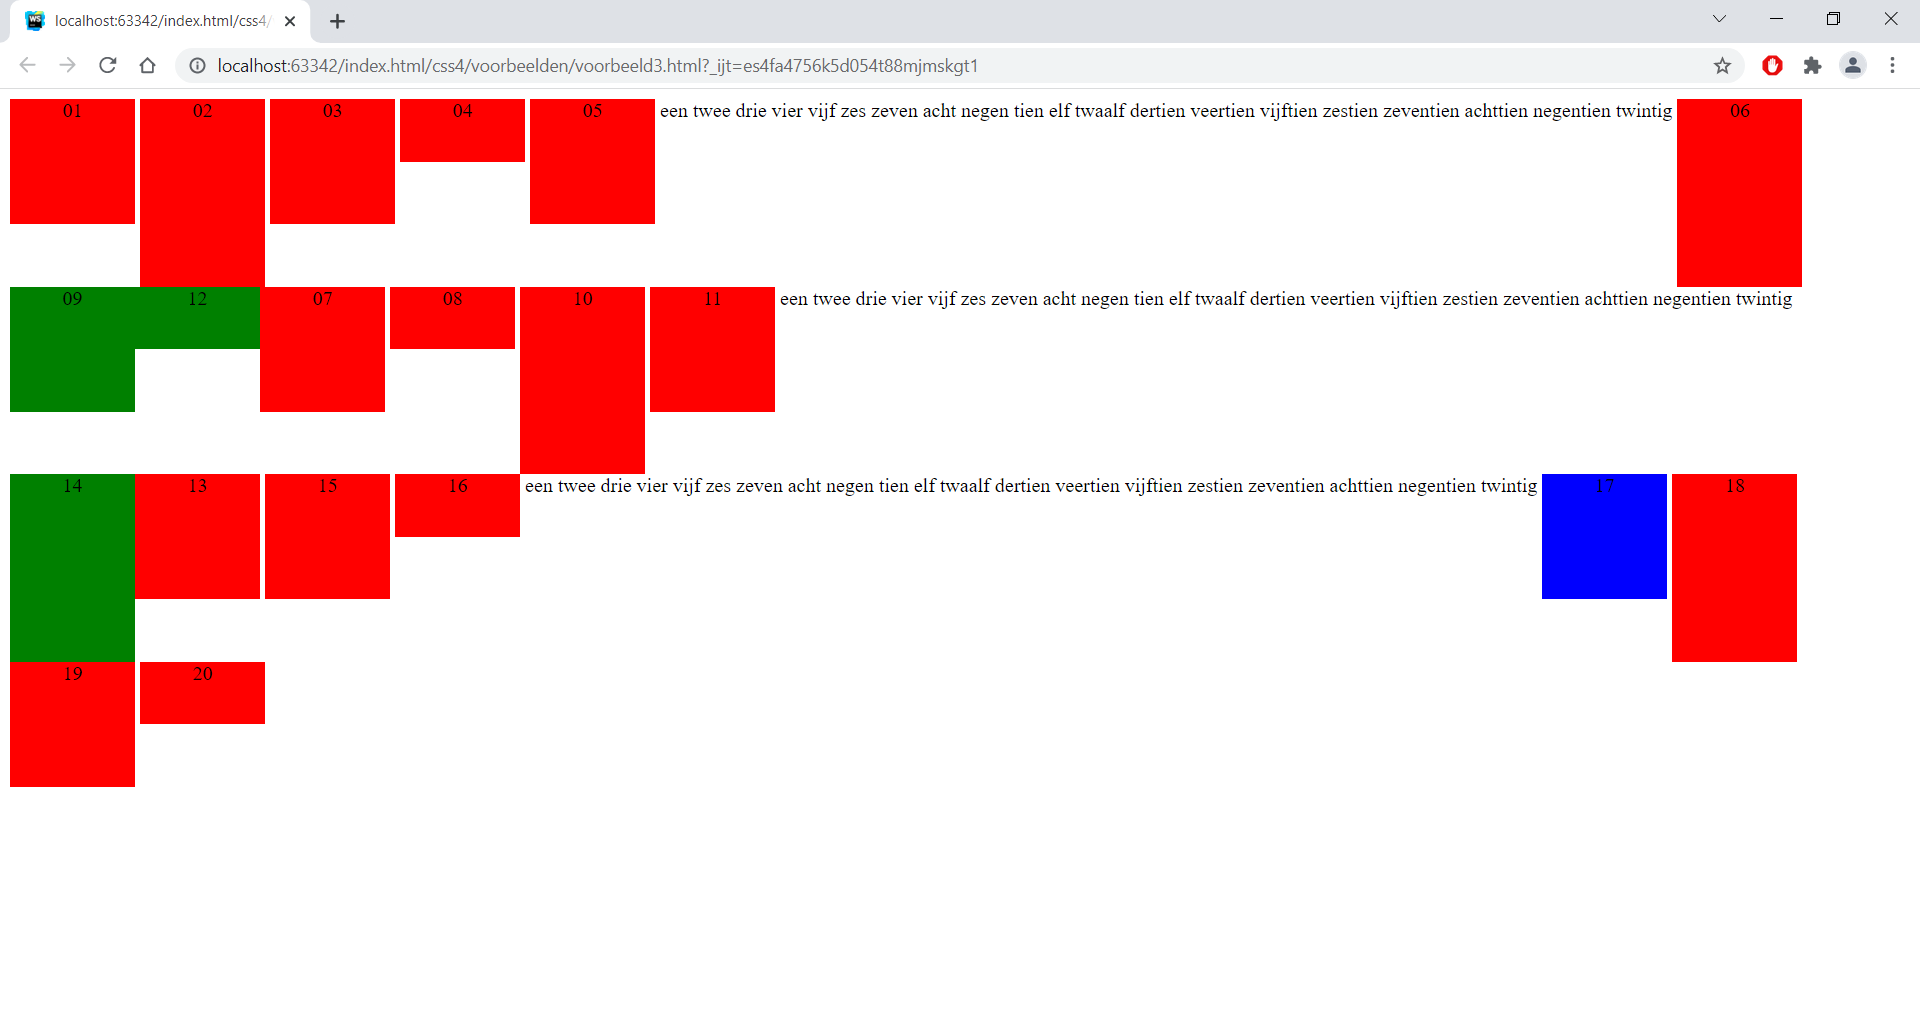 localhost:63342/index.html/css4/
localhost:63342/index.html/css4/voorbeelden/voorbeeld3.html?_ijt=es4fa4756k5d054t88mjmskgt1
01 02 03 04 05 een twee drie vier vijf zes zeven acht negen tien elf twaalf dertien veertien vijftien zestien zeventien achttien negentien twintig 06
09 12 07 08 10 11 een twee drie vier vijf zes zeven acht negen tien elf twaalf dertien veertien vijftien zestien zeventien achttien negentien twintig
14 13 15 16 een twee drie vier vijf zes zeven acht negen tien elf twaalf dertien veertien vijftien zestien zeventien achttien negentien twintig 17 18
19 20